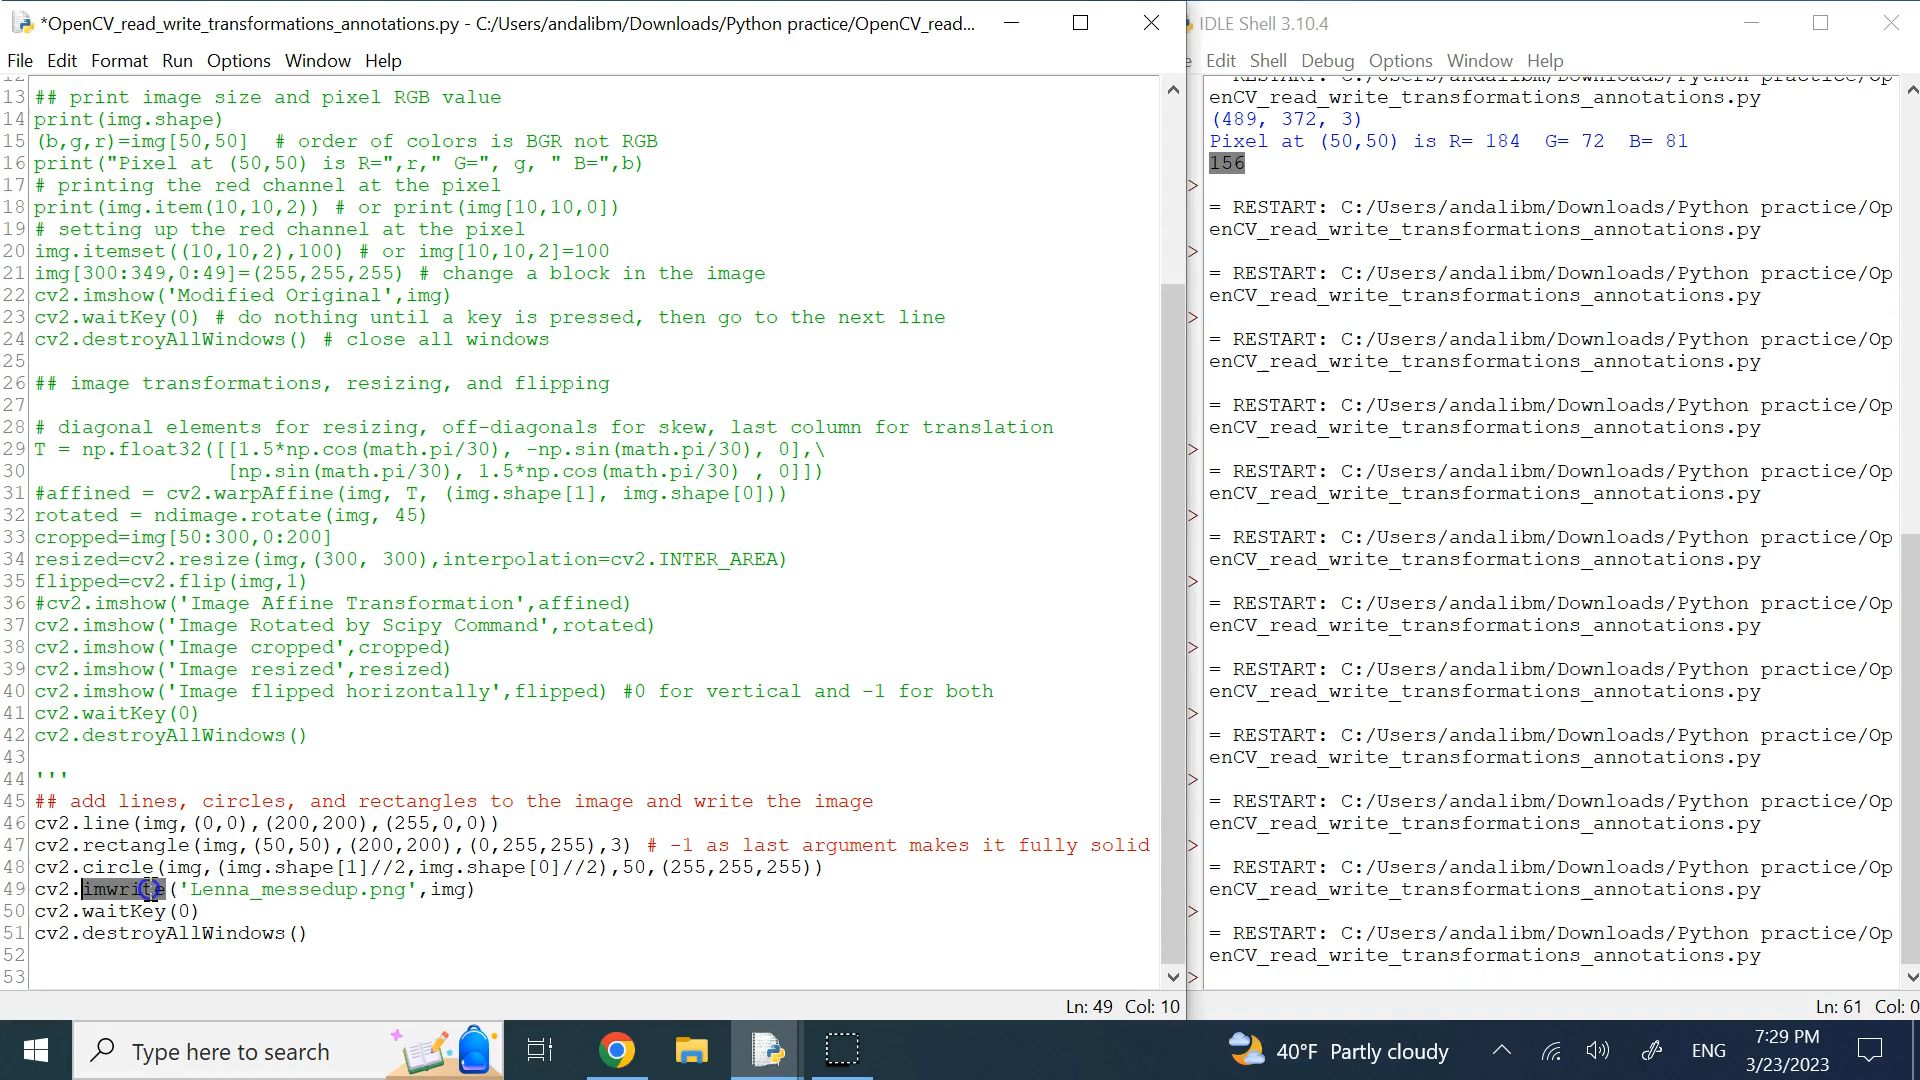 *OpenCV_read_write_transformations_annotations.py - C:/Users/andalibm/Downloads/Python practice/OpenCV_read...
File Edit Format Run Options Window Help
12
13 ## print image size and pixel RGB value
14 print(img.shape)
15 (b,g,r)=img[50,50]  # order of colors is BGR not RGB
16 print("Pixel at (50,50) is R=",r," G=", g, " B=",b)
17 # printing the red channel at the pixel
18 print(img.item(10,10,2)) # or print(img[10,10,0])
19 # setting up the red channel at the pixel
20 img.itemset((10,10,2),100) # or img[10,10,2]=100
21 img[300:349,0:49]=(255,255,255) # change a block in the image
22 cv2.imshow('Modified Original',img)
23 cv2.waitKey(0) # do nothing until a key is pressed, then go to the next line
24 cv2.destroyAllWindows() # close all windows
25
26 ## image transformations, resizing, and flipping
27
28 # diagonal elements for resizing, off-diagonals for skew, last column for translation
29 T = np.float32([[1.5*np.cos(math.pi/30), -np.sin(math.pi/30), 0],\
30 [np.sin(math.pi/30), 1.5*np.cos(math.pi/30) , 0]])
31 #affined = cv2.warpAffine(img, T, (img.shape[1], img.shape[0]))
32 rotated = ndimage.rotate(img, 45)
33 cropped=img[50:300,0:200]
34 resized=cv2.resize(img,(300, 300),interpolation=cv2.INTER_AREA)
35 flipped=cv2.flip(img,1)
36 #cv2.imshow('Image Affine Transformation',affined)
37 cv2.imshow('Image Rotated by Scipy Command',rotated)
38 cv2.imshow('Image cropped',cropped)
39 cv2.imshow('Image resized',resized)
40 cv2.imshow('Image flipped horizontally',flipped) #0 for vertical and -1 for both
41 cv2.waitKey(0)
42 cv2.destroyAllWindows()
43
44 '''
45 ## add lines, circles, and rectangles to the image and write the image
46 cv2.line(img,(0,0),(200,200),(255,0,0))
47 cv2.rectangle(img,(50,50),(200,200),(0,255,255),3) # -1 as last argument makes it fully solid
48 cv2.circle(img,(img.shape[1]//2,img.shape[0]//2),50,(255,255,255))
49 cv2.imwrite('Lenna_messedup.png',img)
50 cv2.waitKey(0)
51 cv2.destroyAllWindows()
52
53
Ln: 49 Col: 10
IDLE Shell 3.10.4
e Edit Shell Debug Options Window Help
= RESTART: C:/Users/andalibm/Downloads/Python practice/Op
enCV_read_write_transformations_annotations.py
(489, 372, 3)
Pixel at (50,50) is R= 184  G= 72  B= 81
156
>
= RESTART: C:/Users/andalibm/Downloads/Python practice/Op
enCV_read_write_transformations_annotations.py
>
= RESTART: C:/Users/andalibm/Downloads/Python practice/Op
enCV_read_write_transformations_annotations.py
>
= RESTART: C:/Users/andalibm/Downloads/Python practice/Op
enCV_read_write_transformations_annotations.py
>
= RESTART: C:/Users/andalibm/Downloads/Python practice/Op
enCV_read_write_transformations_annotations.py
>
= RESTART: C:/Users/andalibm/Downloads/Python practice/Op
enCV_read_write_transformations_annotations.py
>
= RESTART: C:/Users/andalibm/Downloads/Python practice/Op
enCV_read_write_transformations_annotations.py
>
= RESTART: C:/Users/andalibm/Downloads/Python practice/Op
enCV_read_write_transformations_annotations.py
>
= RESTART: C:/Users/andalibm/Downloads/Python practice/Op
enCV_read_write_transformations_annotations.py
>
= RESTART: C:/Users/andalibm/Downloads/Python practice/Op
enCV_read_write_transformations_annotations.py
>
= RESTART: C:/Users/andalibm/Downloads/Python practice/Op
enCV_read_write_transformations_annotations.py
>
= RESTART: C:/Users/andalibm/Downloads/Python practice/Op
enCV_read_write_transformations_annotations.py
>
= RESTART: C:/Users/andalibm/Downloads/Python practice/Op
enCV_read_write_transformations_annotations.py
>
Ln: 61 Col: 0
Type here to search
40°F Partly cloudy
ENG
7:29 PM
3/23/2023